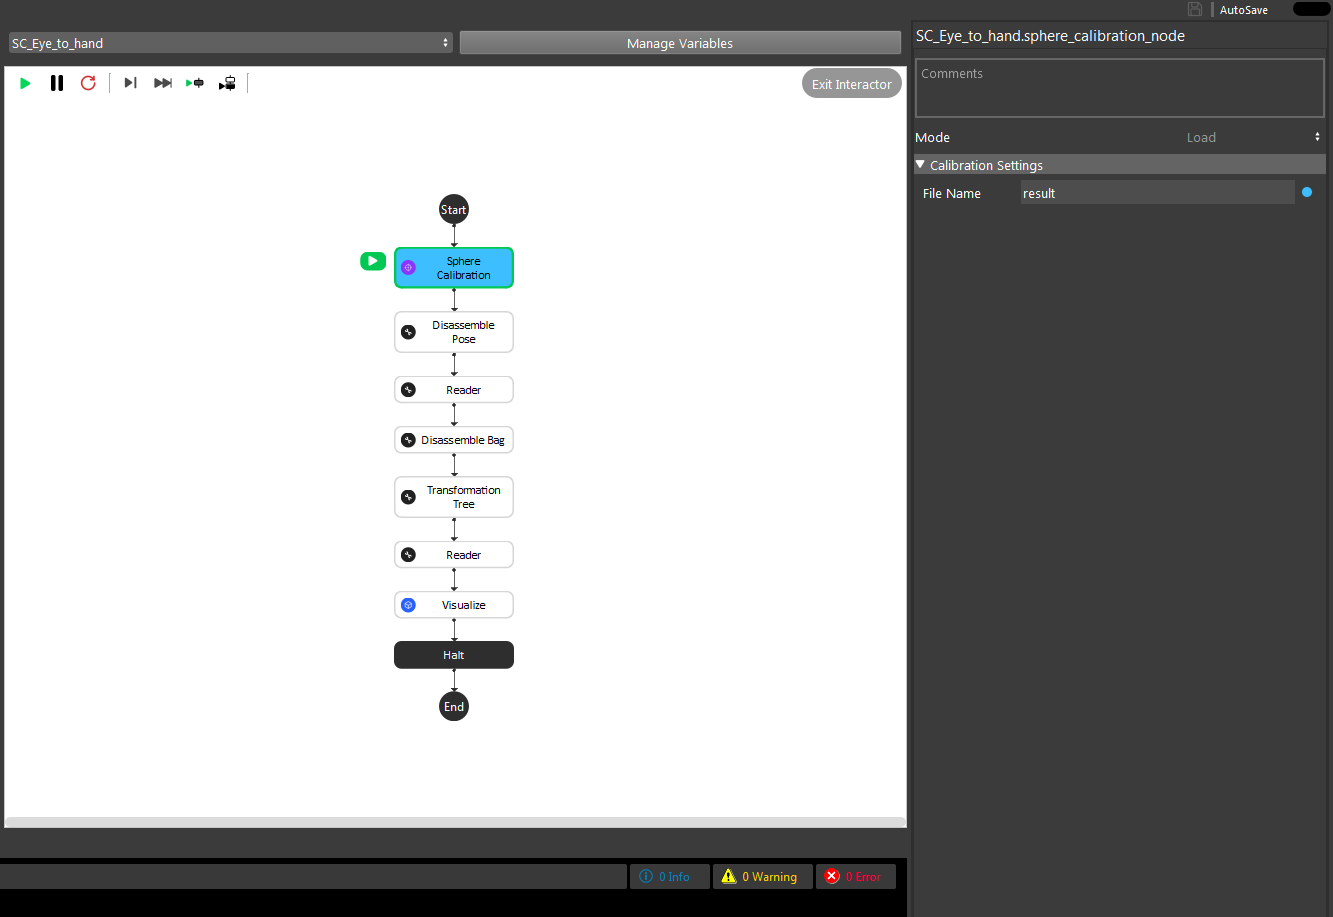 AutoSave
SC_Eye_to_hand
Manage Variables
Exit Interactor
Start
Sphere
Calibration
Disassemble
Pose
Reader
Disassemble Bag
Transformation
Tree
Reader
Visualize
Halt
End
0 Info
0 Warning
0 Error
SC_Eye_to_hand.sphere_calibration_node
Comments
Mode
Load
Calibration Settings
File Name
result